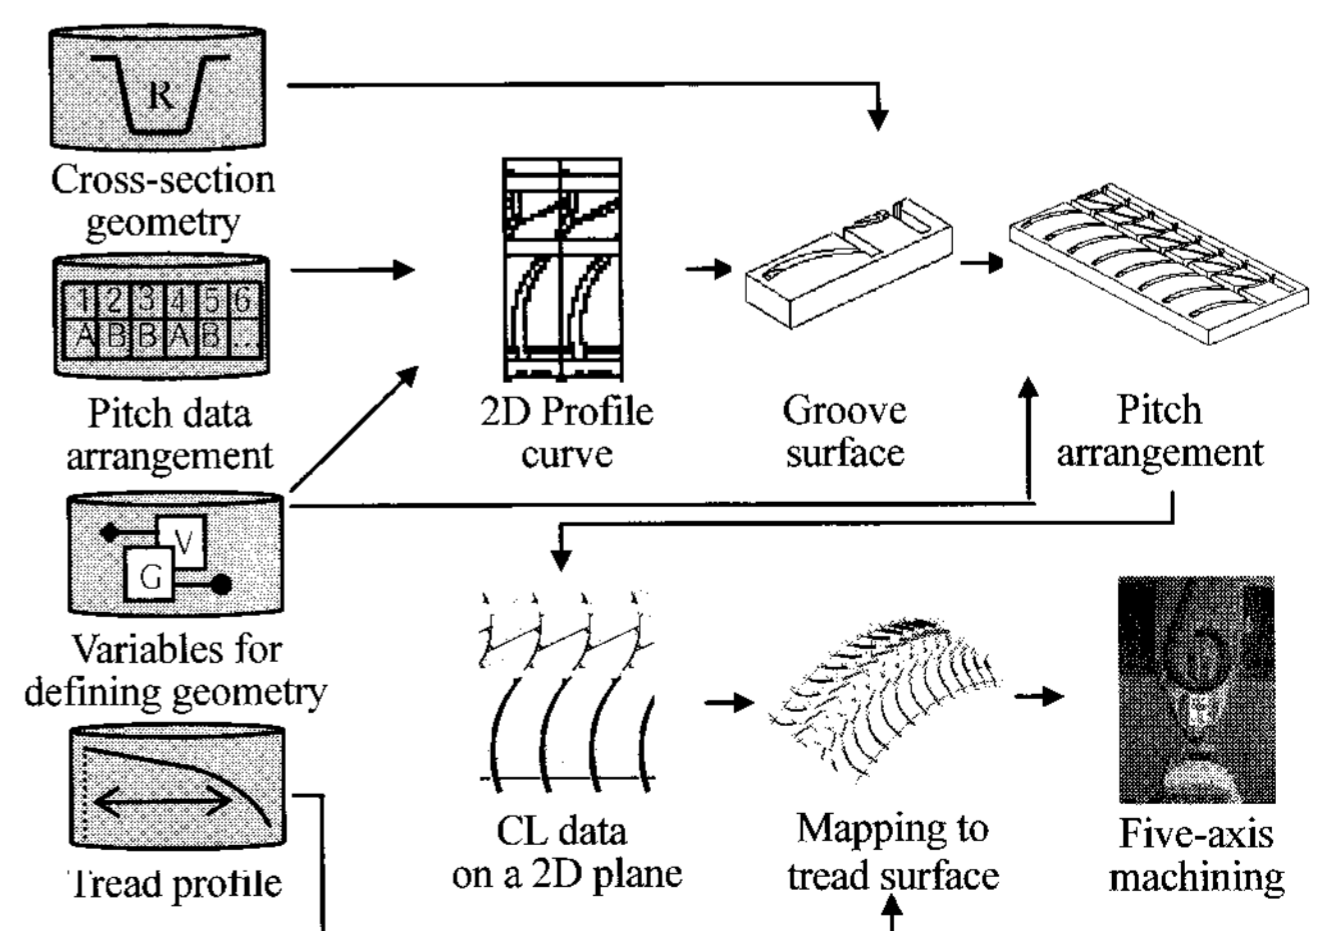 R
Cross-section
geometry
1 2 3 4 5 6
A B B A B ...
Pitch data
arrangement
2D Profile
curve
Groove
surface
Pitch
arrangement
V
G
Variables for
defining geometry
Tread profile
CL data
on a 2D plane
Mapping to
tread surface
Five-axis
machining